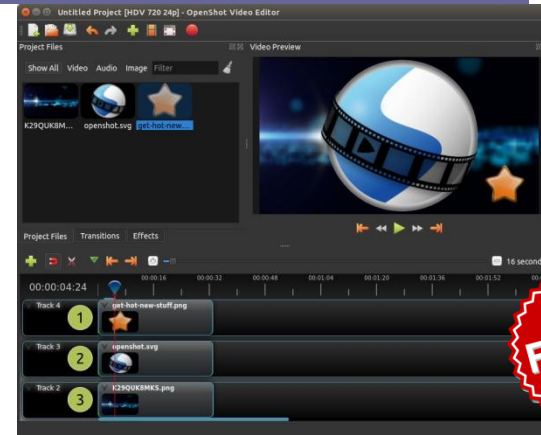 Untitled Project [HDV 720 24p] - OpenShot Video Editor
Project Files
Video Preview
Show All Video Audio Image Filter
K29QUK8M... openshot.svg get-hot-new-...
Project Files Transitions Effects
16 second
00:00:04:24
00:00:16 00:00:32 00:00:48 00:01:04 00:01:20 00:01:36 00:01:52
Track 4
get-hot-new-stuff.png
1
Track 3
openshot.svg
2
Track 2
K29QUK8MKS.png
3